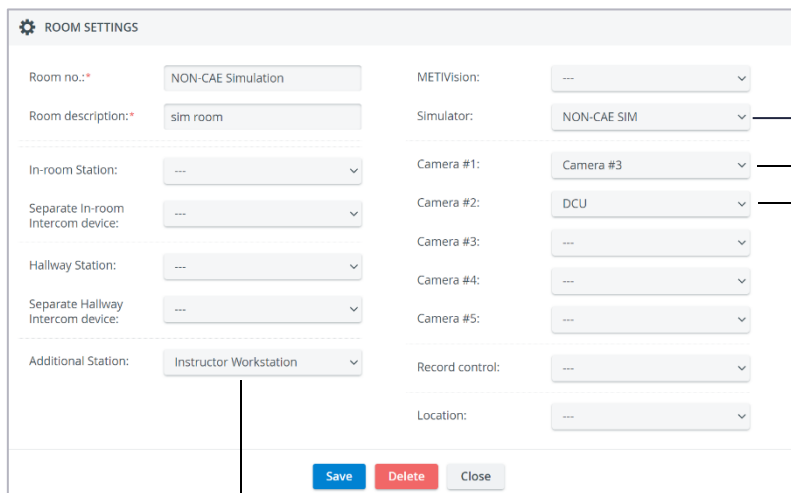 ROOM SETTINGS
Room no.:* NON-CAE Simulation
Room description:* sim room
In-room Station: ---
Separate In-room
Intercom device: ---
Hallway Station: ---
Separate Hallway
Intercom device: ---
Additional Station: Instructor Workstation
METIVision: ---
Simulator: NON-CAE SIM
Camera #1: Camera #3
Camera #2: DCU
Camera #3: ---
Camera #4: ---
Camera #5: ---
Record control: ---
Location: ---
Save Delete Close